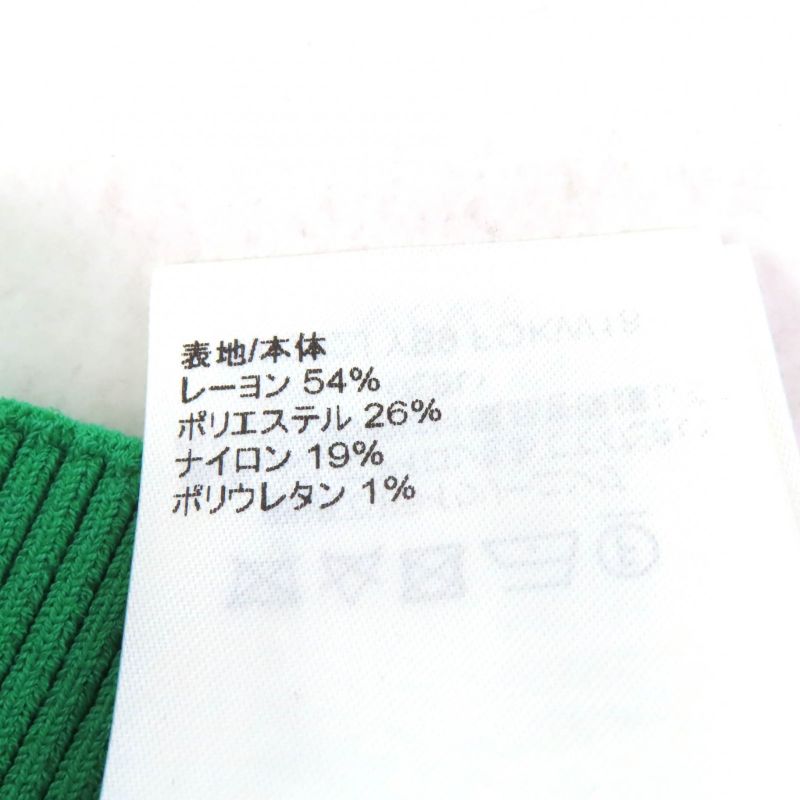 表地/本体
レーヨン 54%
ポリエステル 26%
ナイロン 19%
ポリウレタン 1%